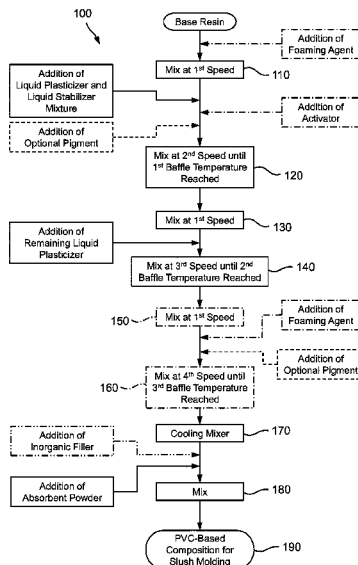 100
Base Resin
Addition of
Foaming Agent
Mix at 1st Speed
110
Addition of
Liquid Plasticizer
and Liquid Stabilizer
Mixture
Addition of
Activator
Addition of
Optional Pigment
Mix at 2nd Speed until
1st Baffle Temperature
Reached
120
Mix at 1st Speed
130
Addition of
Remaining Liquid
Plasticizer
Mix at 3rd Speed until 2nd
Baffle Temperature Reached
140
150
Mix at 1st Speed
Addition of
Foaming Agent
Addition of
Optional Pigment
160
Mix at 4th Speed until
3rd Baffle Temperature
Reached
Cooling Mixer
170
Addition of
Inorganic Filler
Addition of
Absorbent Powder
Mix
180
PVC-Based
Composition for
Slush Molding
190